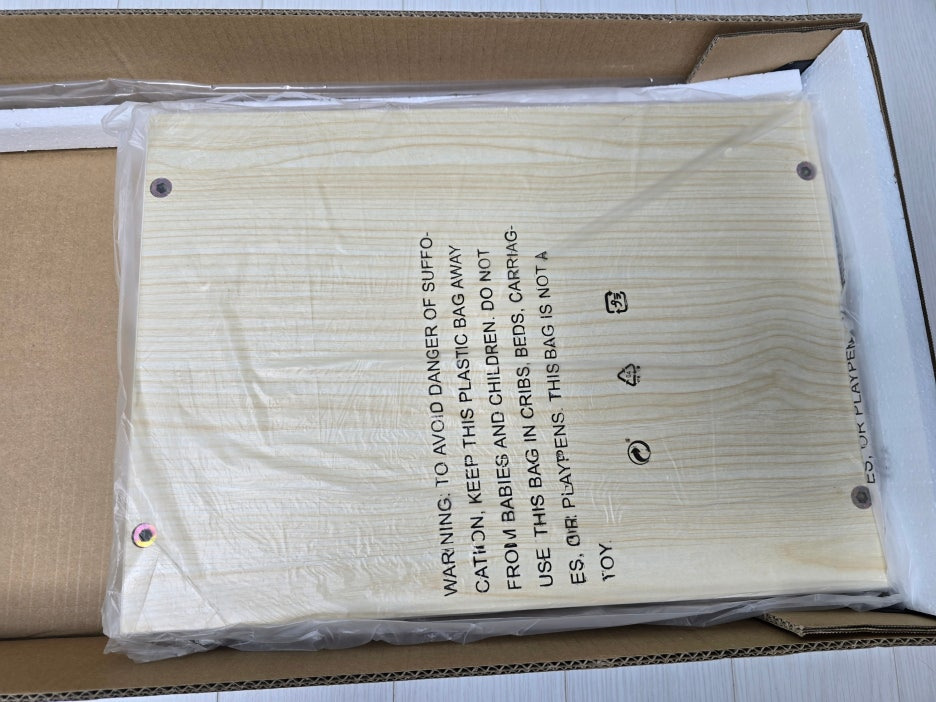 WARNING: TO AVOID DANGER OF SUFFO-
CATION, KEEP THIS PLASTIC BAG AWAY
FROM BABIES AND CHILDREN. DO NOT
USE THIS BAG IN CRIBS, BEDS, CARRIAG-
ES, OR PLAYPENS. THIS BAG IS NOT A
TOY.
ES, OR PLAYPEN